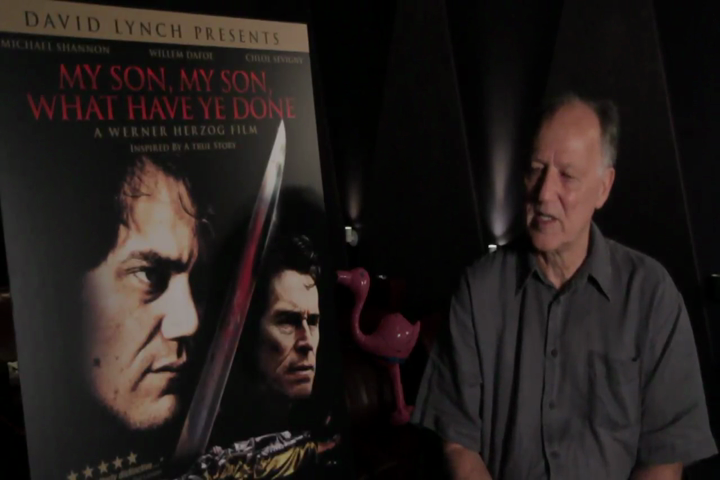 DAVID LYNCH PRESENTS
MICHAEL SHANNON WILLEM DAFOE CHLOË SEVIGNY
MY SON, MY SON,
WHAT HAVE YE DONE
A WERNER HERZOG FILM
INSPIRED BY A TRUE STORY